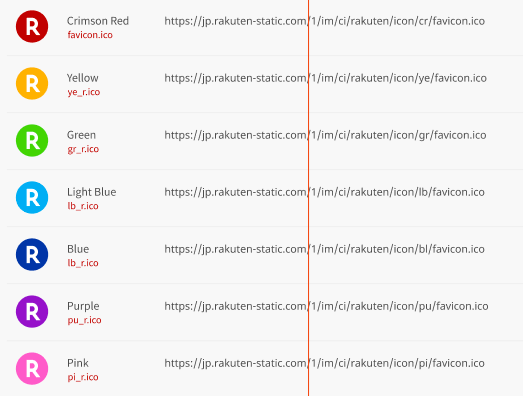 R Crimson Red https://jp.rakuten-static.com/1/im/ci/rakuten/icon/cr/favicon.ico
favicon.ico
R Yellow https://jp.rakuten-static.com/1/im/ci/rakuten/icon/ye/favicon.ico
ye_r.ico
R Green https://jp.rakuten-static.com/1/im/ci/rakuten/icon/gr/favicon.ico
gr_r.ico
R Light Blue https://jp.rakuten-static.com/1/im/ci/rakuten/icon/lb/favicon.ico
lb_r.ico
R Blue https://jp.rakuten-static.com/1/im/ci/rakuten/icon/bl/favicon.ico
lb_r.ico
R Purple https://jp.rakuten-static.com/1/im/ci/rakuten/icon/pu/favicon.ico
pu_r.ico
R Pink https://jp.rakuten-static.com/1/im/ci/rakuten/icon/pi/favicon.ico
pi_r.ico